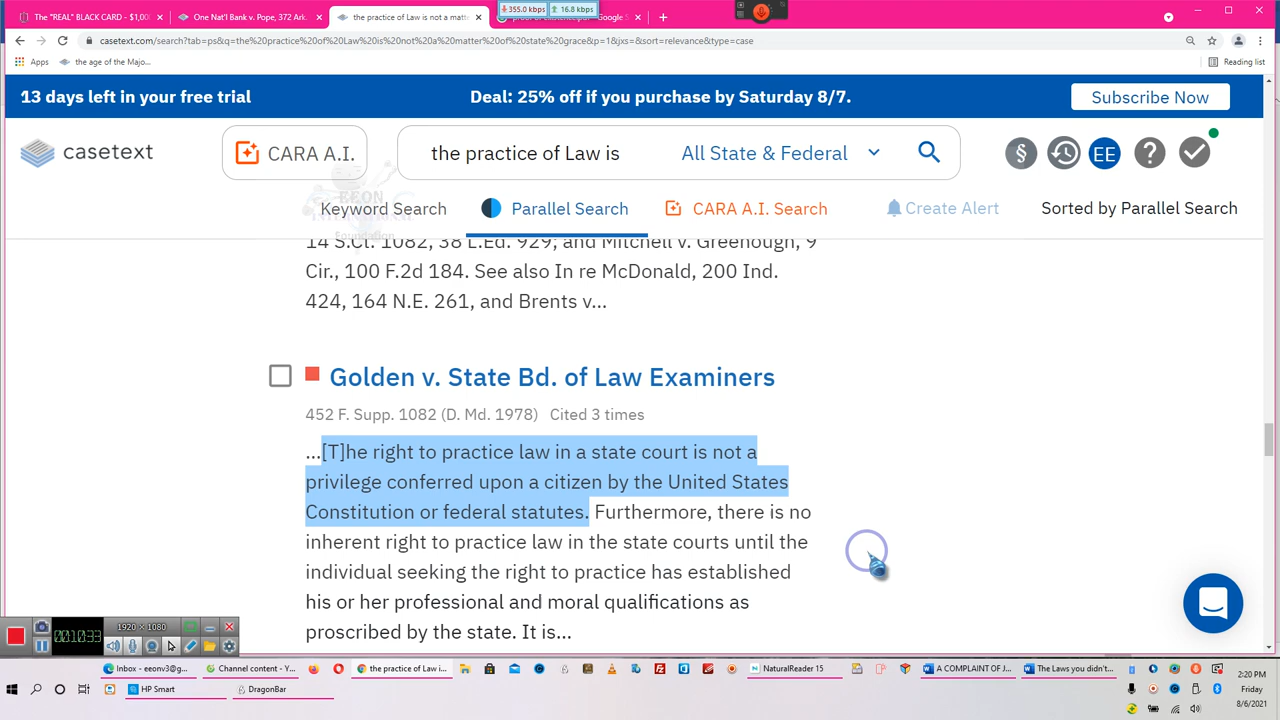 The "REAL" BLACK CARD - $1,00
One Nat'l Bank v. Pope, 372 Ark.
the practice of Law is not a matt
355.0 kbps
16.8 kbps
casetext.com/search?tab=ps&q=the%20practice%20of%20Law%20is%20not%20a%20matter%20of%20state%20grace&p=1&jxs=&sort=relevance&type=case
Apps
the age of the Majo...
Reading list
13 days left in your free trial
Deal: 25% off if you purchase by Saturday 8/7.
Subscribe Now
casetext
CARA A.I.
the practice of Law is
All State & Federal
§
EE
?
EEON
Foundation
Keyword Search
Parallel Search
CARA A.I. Search
Create Alert
Sorted by Parallel Search
14 S.Ct. 1082, 38 L.Ed. 929; and Mitchell v. Greenough, 9
Cir., 100 F.2d 184. See also In re McDonald, 200 Ind.
424, 164 N.E. 261, and Brents v...
Golden v. State Bd. of Law Examiners
452 F. Supp. 1082 (D. Md. 1978) Cited 3 times
...[T]he right to practice law in a state court is not a
privilege conferred upon a citizen by the United States
Constitution or federal statutes. Furthermore, there is no
inherent right to practice law in the state courts until the
individual seeking the right to practice has established
his or her professional and moral qualifications as
proscribed by the state. It is...
1920 × 1080
00:10:33
Inbox - eeonv3@g...
Channel content - Y...
the practice of Law i...
NaturalReader 15
A COMPLAINT OF J...
The Laws you didn't...
HP Smart
DragonBar
2:20 PM
Friday
8/6/2021